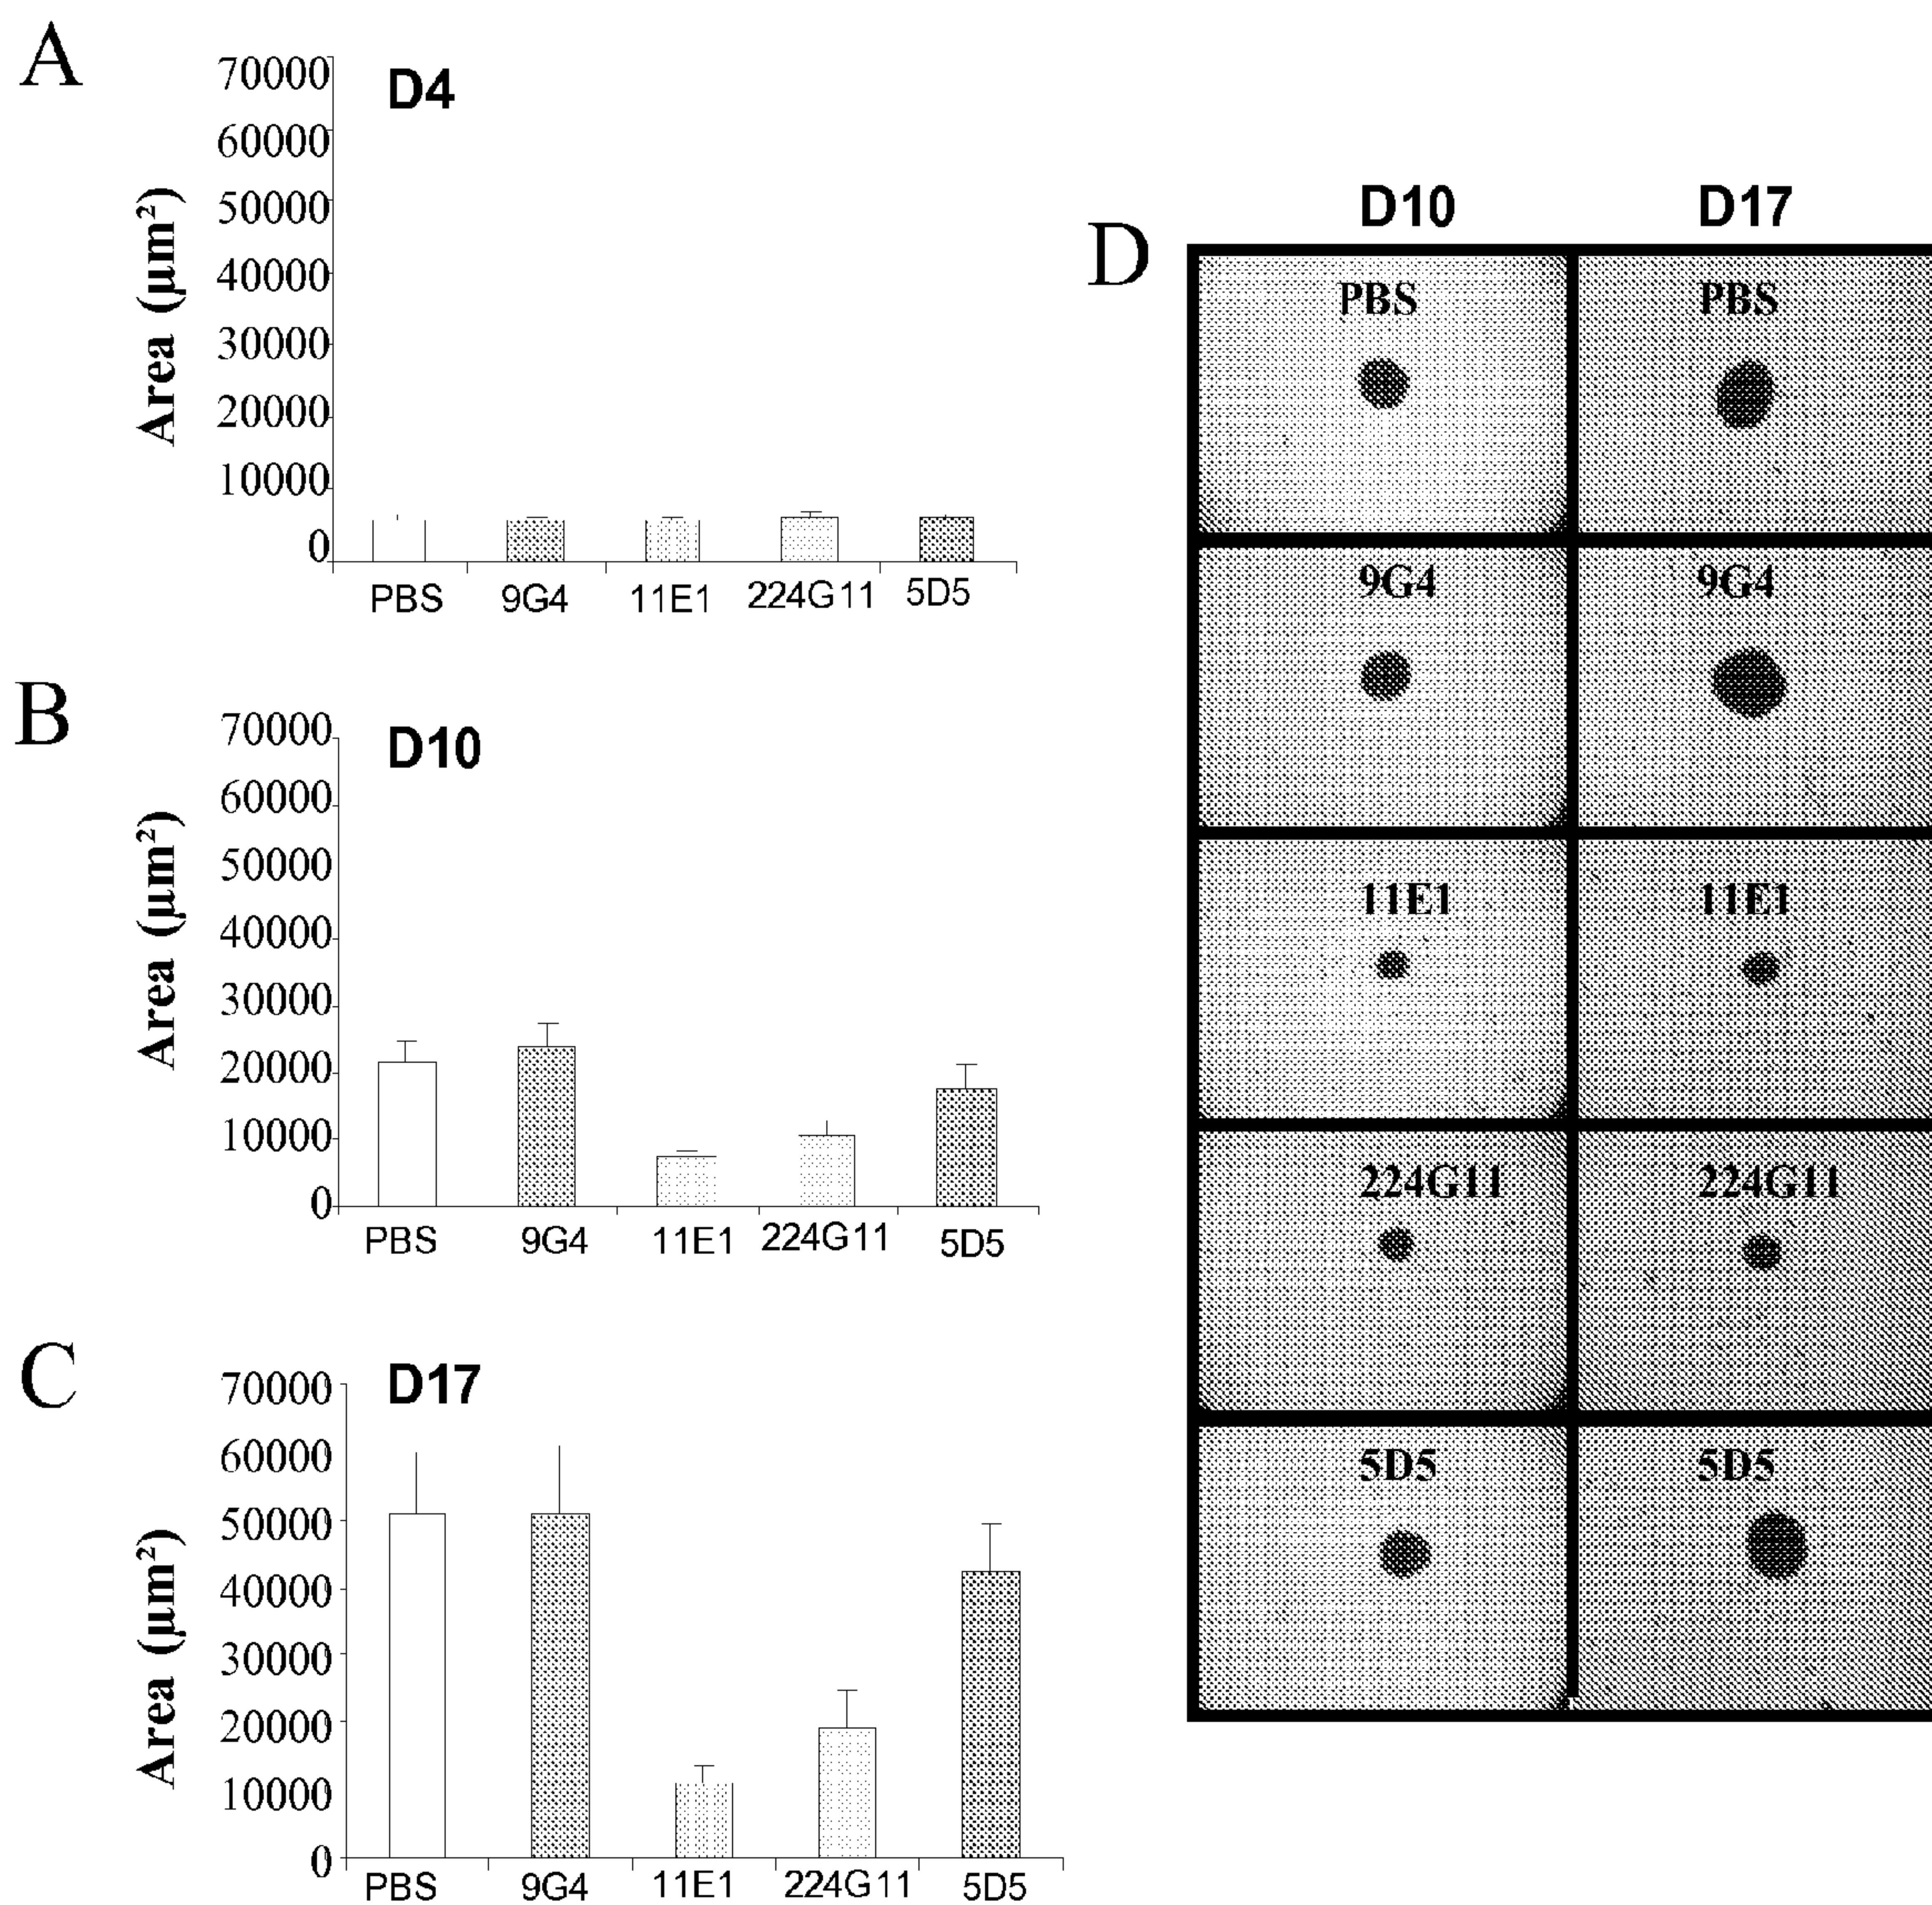 A
D4
70000
60000
50000
40000
30000
20000
10000
0
Area (µm²)
PBS 9G4 11E1 224G11 5D5
B
D10
70000
60000
50000
40000
30000
20000
10000
0
Area (µm²)
PBS 9G4 11E1 224G11 5D5
C
D17
70000
60000
50000
40000
30000
20000
10000
0
Area (µm²)
PBS 9G4 11E1 224G11 5D5
D
D10 D17
PBS PBS
9G4 9G4
11E1 11E1
224G11 224G11
5D5 5D5